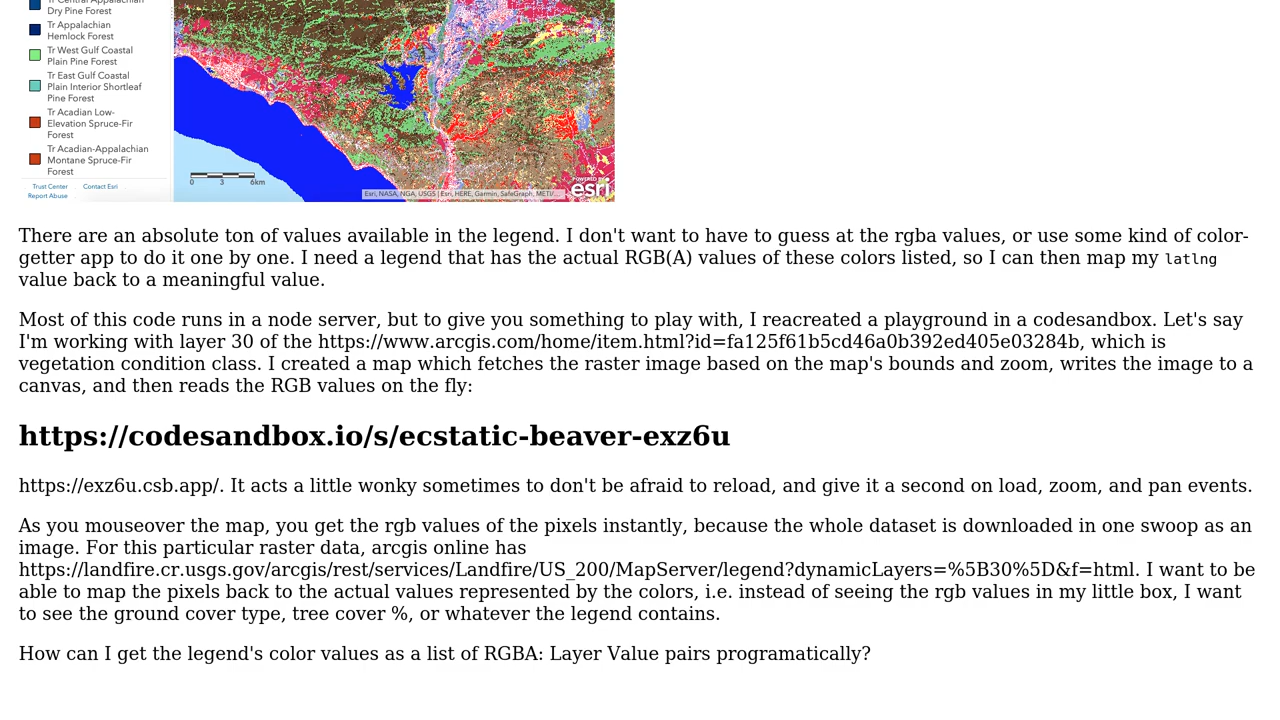 Tr Central Appalachian
Dry Pine Forest
Tr Appalachian
Hemlock Forest
Tr West Gulf Coastal
Plain Pine Forest
Tr East Gulf Coastal
Plain Interior Shortleaf
Pine Forest
Tr Acadian Low-
Elevation Spruce-Fir
Forest
Tr Acadian-Appalachian
Montane Spruce-Fir
Forest
Trust Center Contact Esri
Report Abuse
0 3 6km
Esri, NASA, NGA, USGS | Esri, HERE, Garmin, SafeGraph, METI/...
POWERED BY
esri
There are an absolute ton of values available in the legend. I don't want to have to guess at the rgba values, or use some kind of color-
getter app to do it one by one. I need a legend that has the actual RGB(A) values of these colors listed, so I can then map my latlng
value back to a meaningful value.
Most of this code runs in a node server, but to give you something to play with, I reacreated a playground in a codesandbox. Let's say
I'm working with layer 30 of the https://www.arcgis.com/home/item.html?id=fa125f61b5cd46a0b392ed405e03284b, which is
vegetation condition class. I created a map which fetches the raster image based on the map's bounds and zoom, writes the image to a
canvas, and then reads the RGB values on the fly:
https://codesandbox.io/s/ecstatic-beaver-exz6u
https://exz6u.csb.app/. It acts a little wonky sometimes to don't be afraid to reload, and give it a second on load, zoom, and pan events.
As you mouseover the map, you get the rgb values of the pixels instantly, because the whole dataset is downloaded in one swoop as an
image. For this particular raster data, arcgis online has
https://landfire.cr.usgs.gov/arcgis/rest/services/Landfire/US_200/MapServer/legend?dynamicLayers=%5B30%5D&f=html. I want to be
able to map the pixels back to the actual values represented by the colors, i.e. instead of seeing the rgb values in my little box, I want
to see the ground cover type, tree cover %, or whatever the legend contains.
How can I get the legend's color values as a list of RGBA: Layer Value pairs programatically?